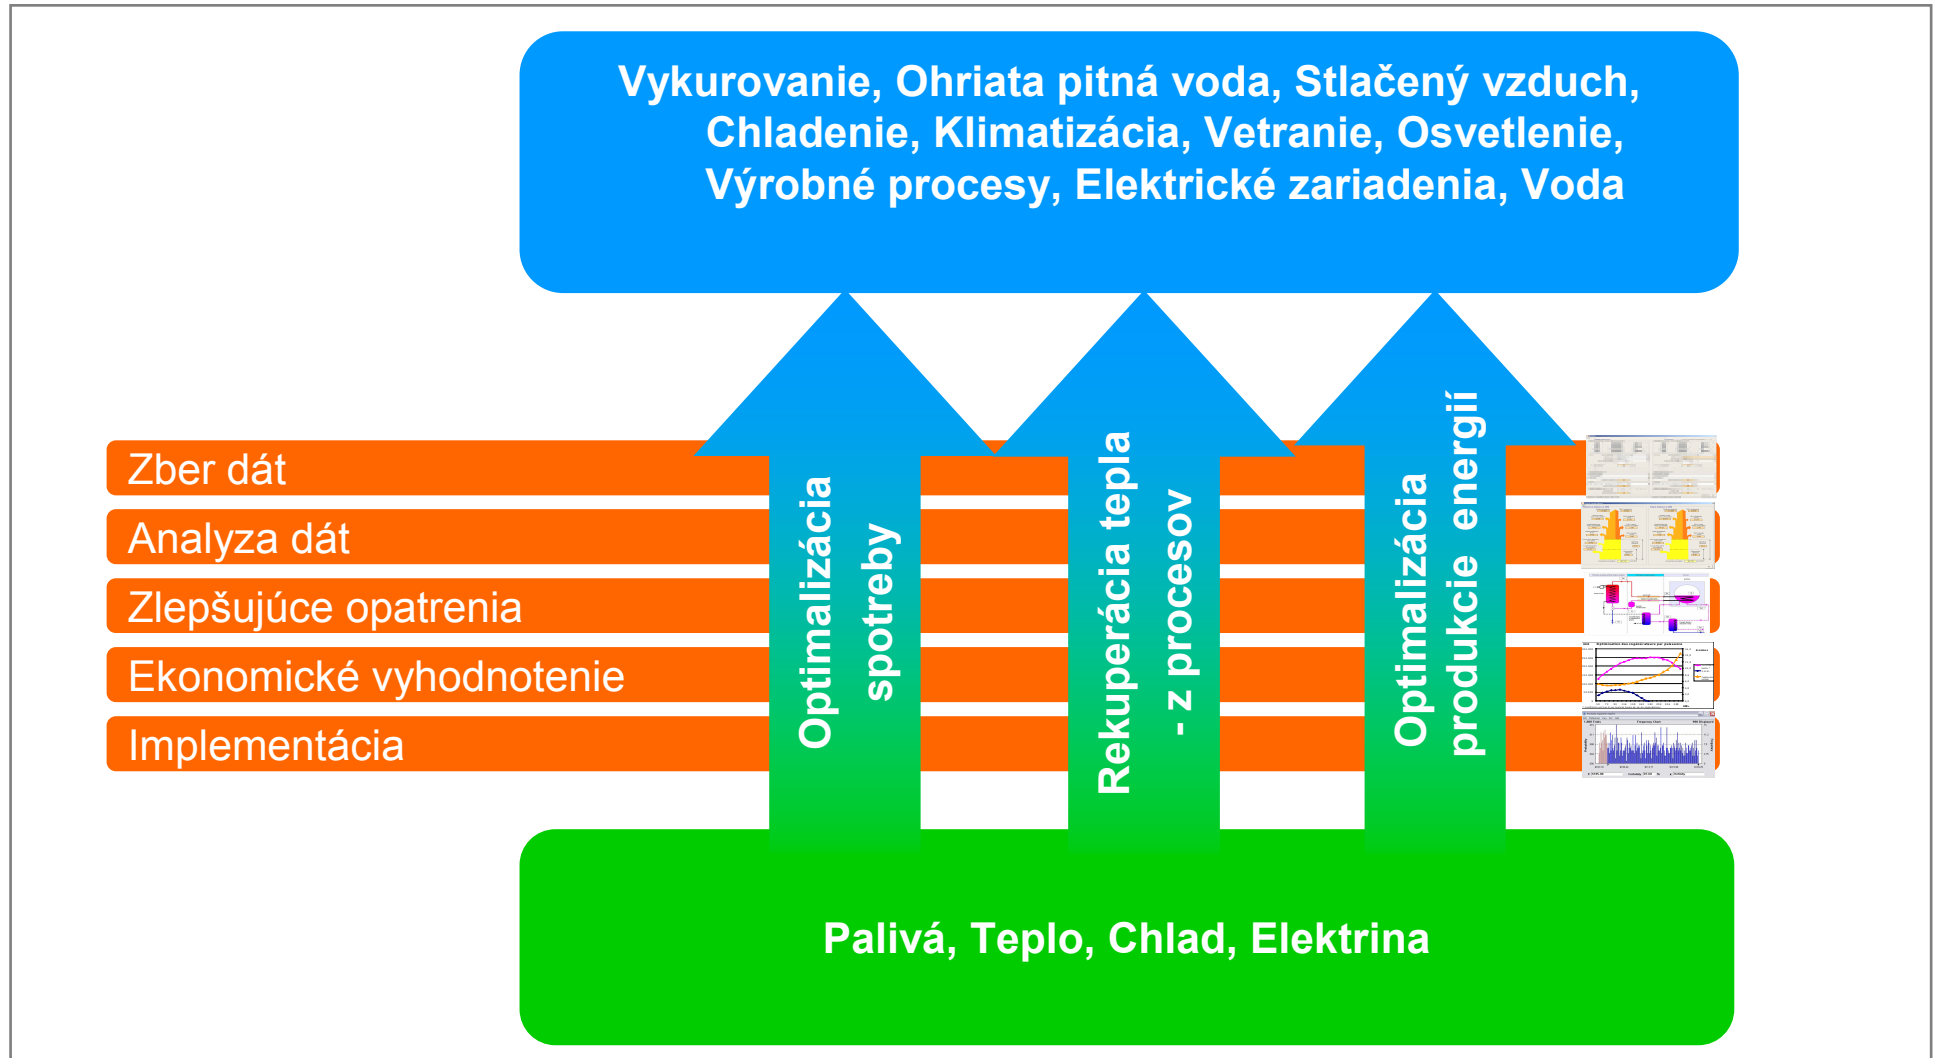 Vykurovanie, Ohriata pitná voda, Stlačený vzduch,
Chladenie, Klimatizácia, Vetranie, Osvetlenie,
Výrobné procesy, Elektrické zariadenia, Voda
Zber dát
Analyza dát
Zlepšujúce opatrenia
Ekonomické vyhodnotenie
Implementácia
Optimalizácia
spotreby
Rekuperácia tepla
- z procesov
Optimalizácia
produkcie energií
Palivá, Teplo, Chlad, Elektrina